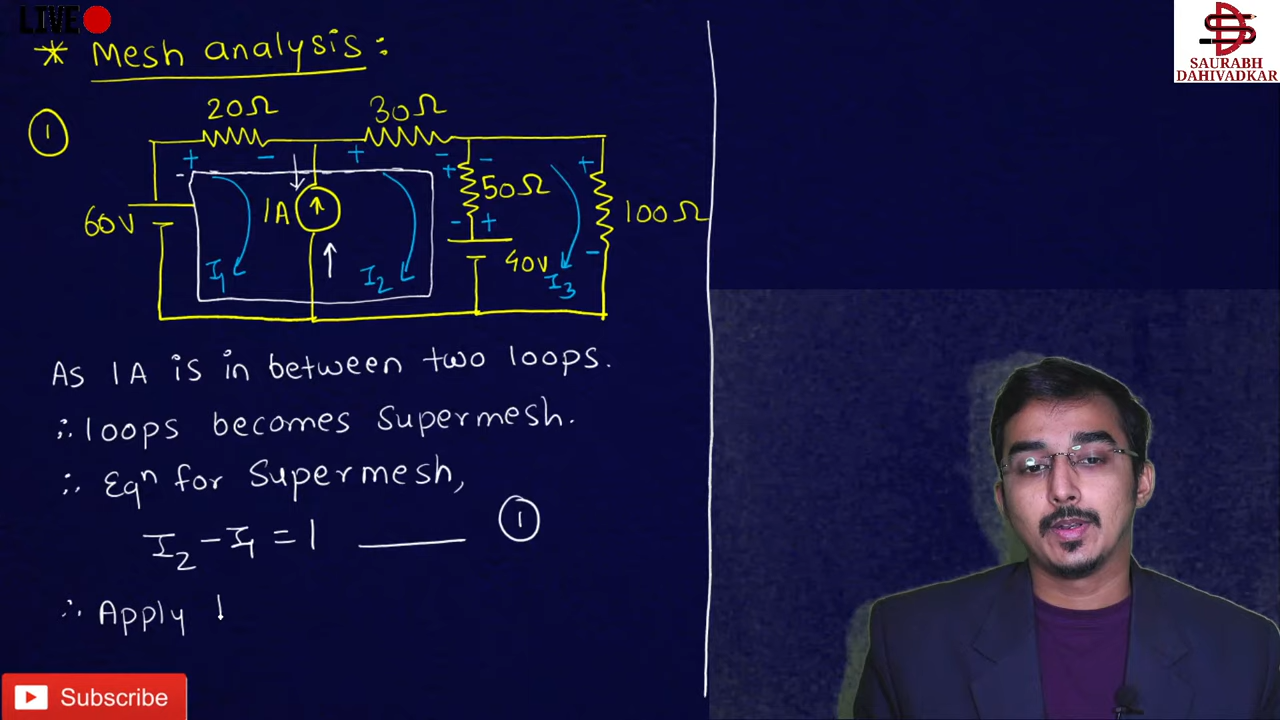 LIVE
* Mesh analysis:
SAURABH
DAHIVADKAR
1
20Ω
30Ω
+ - + - - +
- +
60V
1A
50Ω
100Ω
- +
40V
-
I1
I2
I3
As 1A is in between two loops.
∴ loops becomes Supermesh.
∴ Eqn for Supermesh,
I2 - I1 = 1 —— 1
∴ Apply
Subscribe